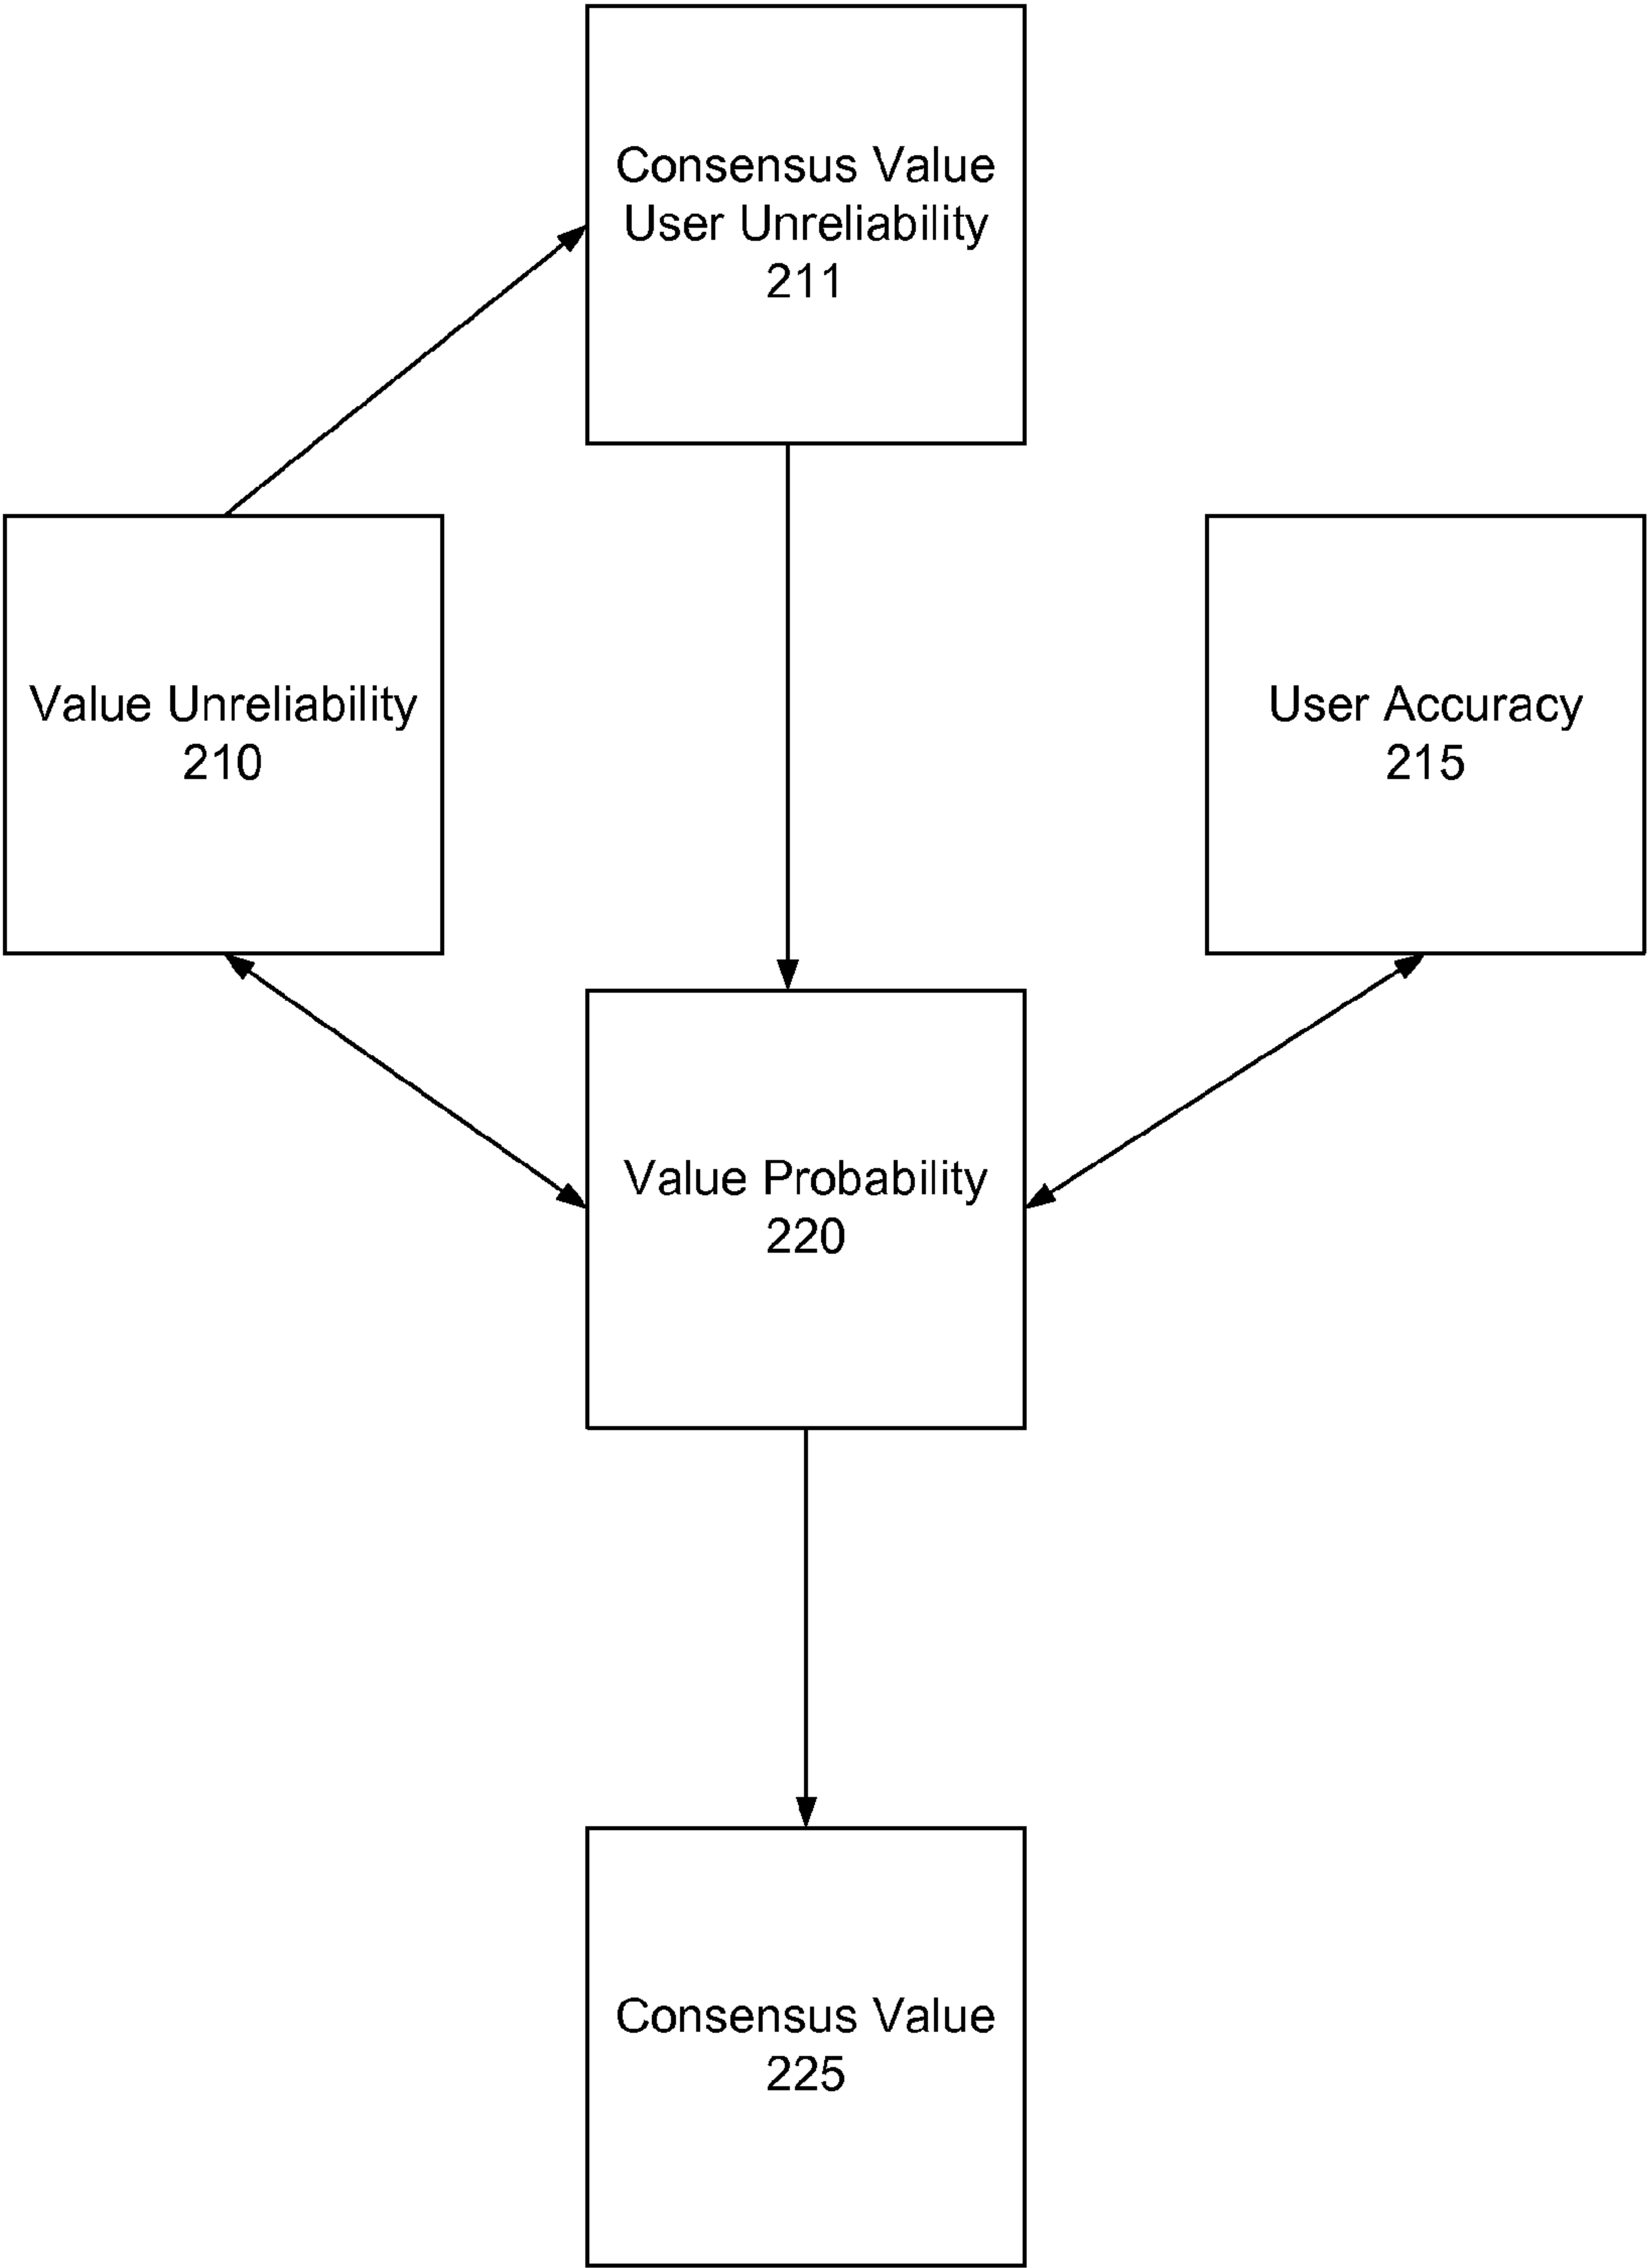 Consensus Value
User Unreliability
211
Value Unreliability
210
User Accuracy
215
Value Probability
220
Consensus Value
225